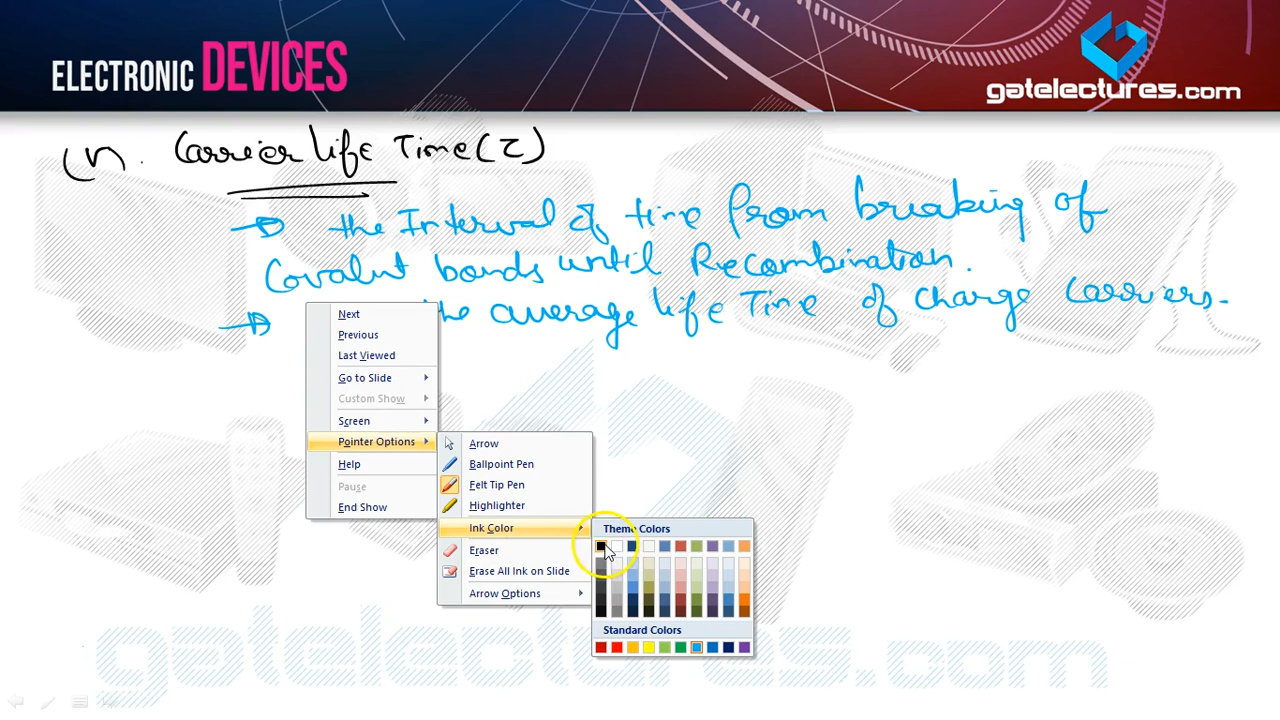 ELECTRONIC DEVICES
gatelectures.com
Carrier life Time (τ)
→ the Interval of time from breaking of
Covalent bonds until Recombination.
→ the average life Time of charge carriers.
Next
Previous
Last Viewed
Go to Slide
Custom Show
Screen
Pointer Options
Help
Pause
End Show
Arrow
Ballpoint Pen
Felt Tip Pen
Highlighter
Ink Color
Eraser
Erase All Ink on Slide
Arrow Options
Theme Colors
Standard Colors
gatelectures.com